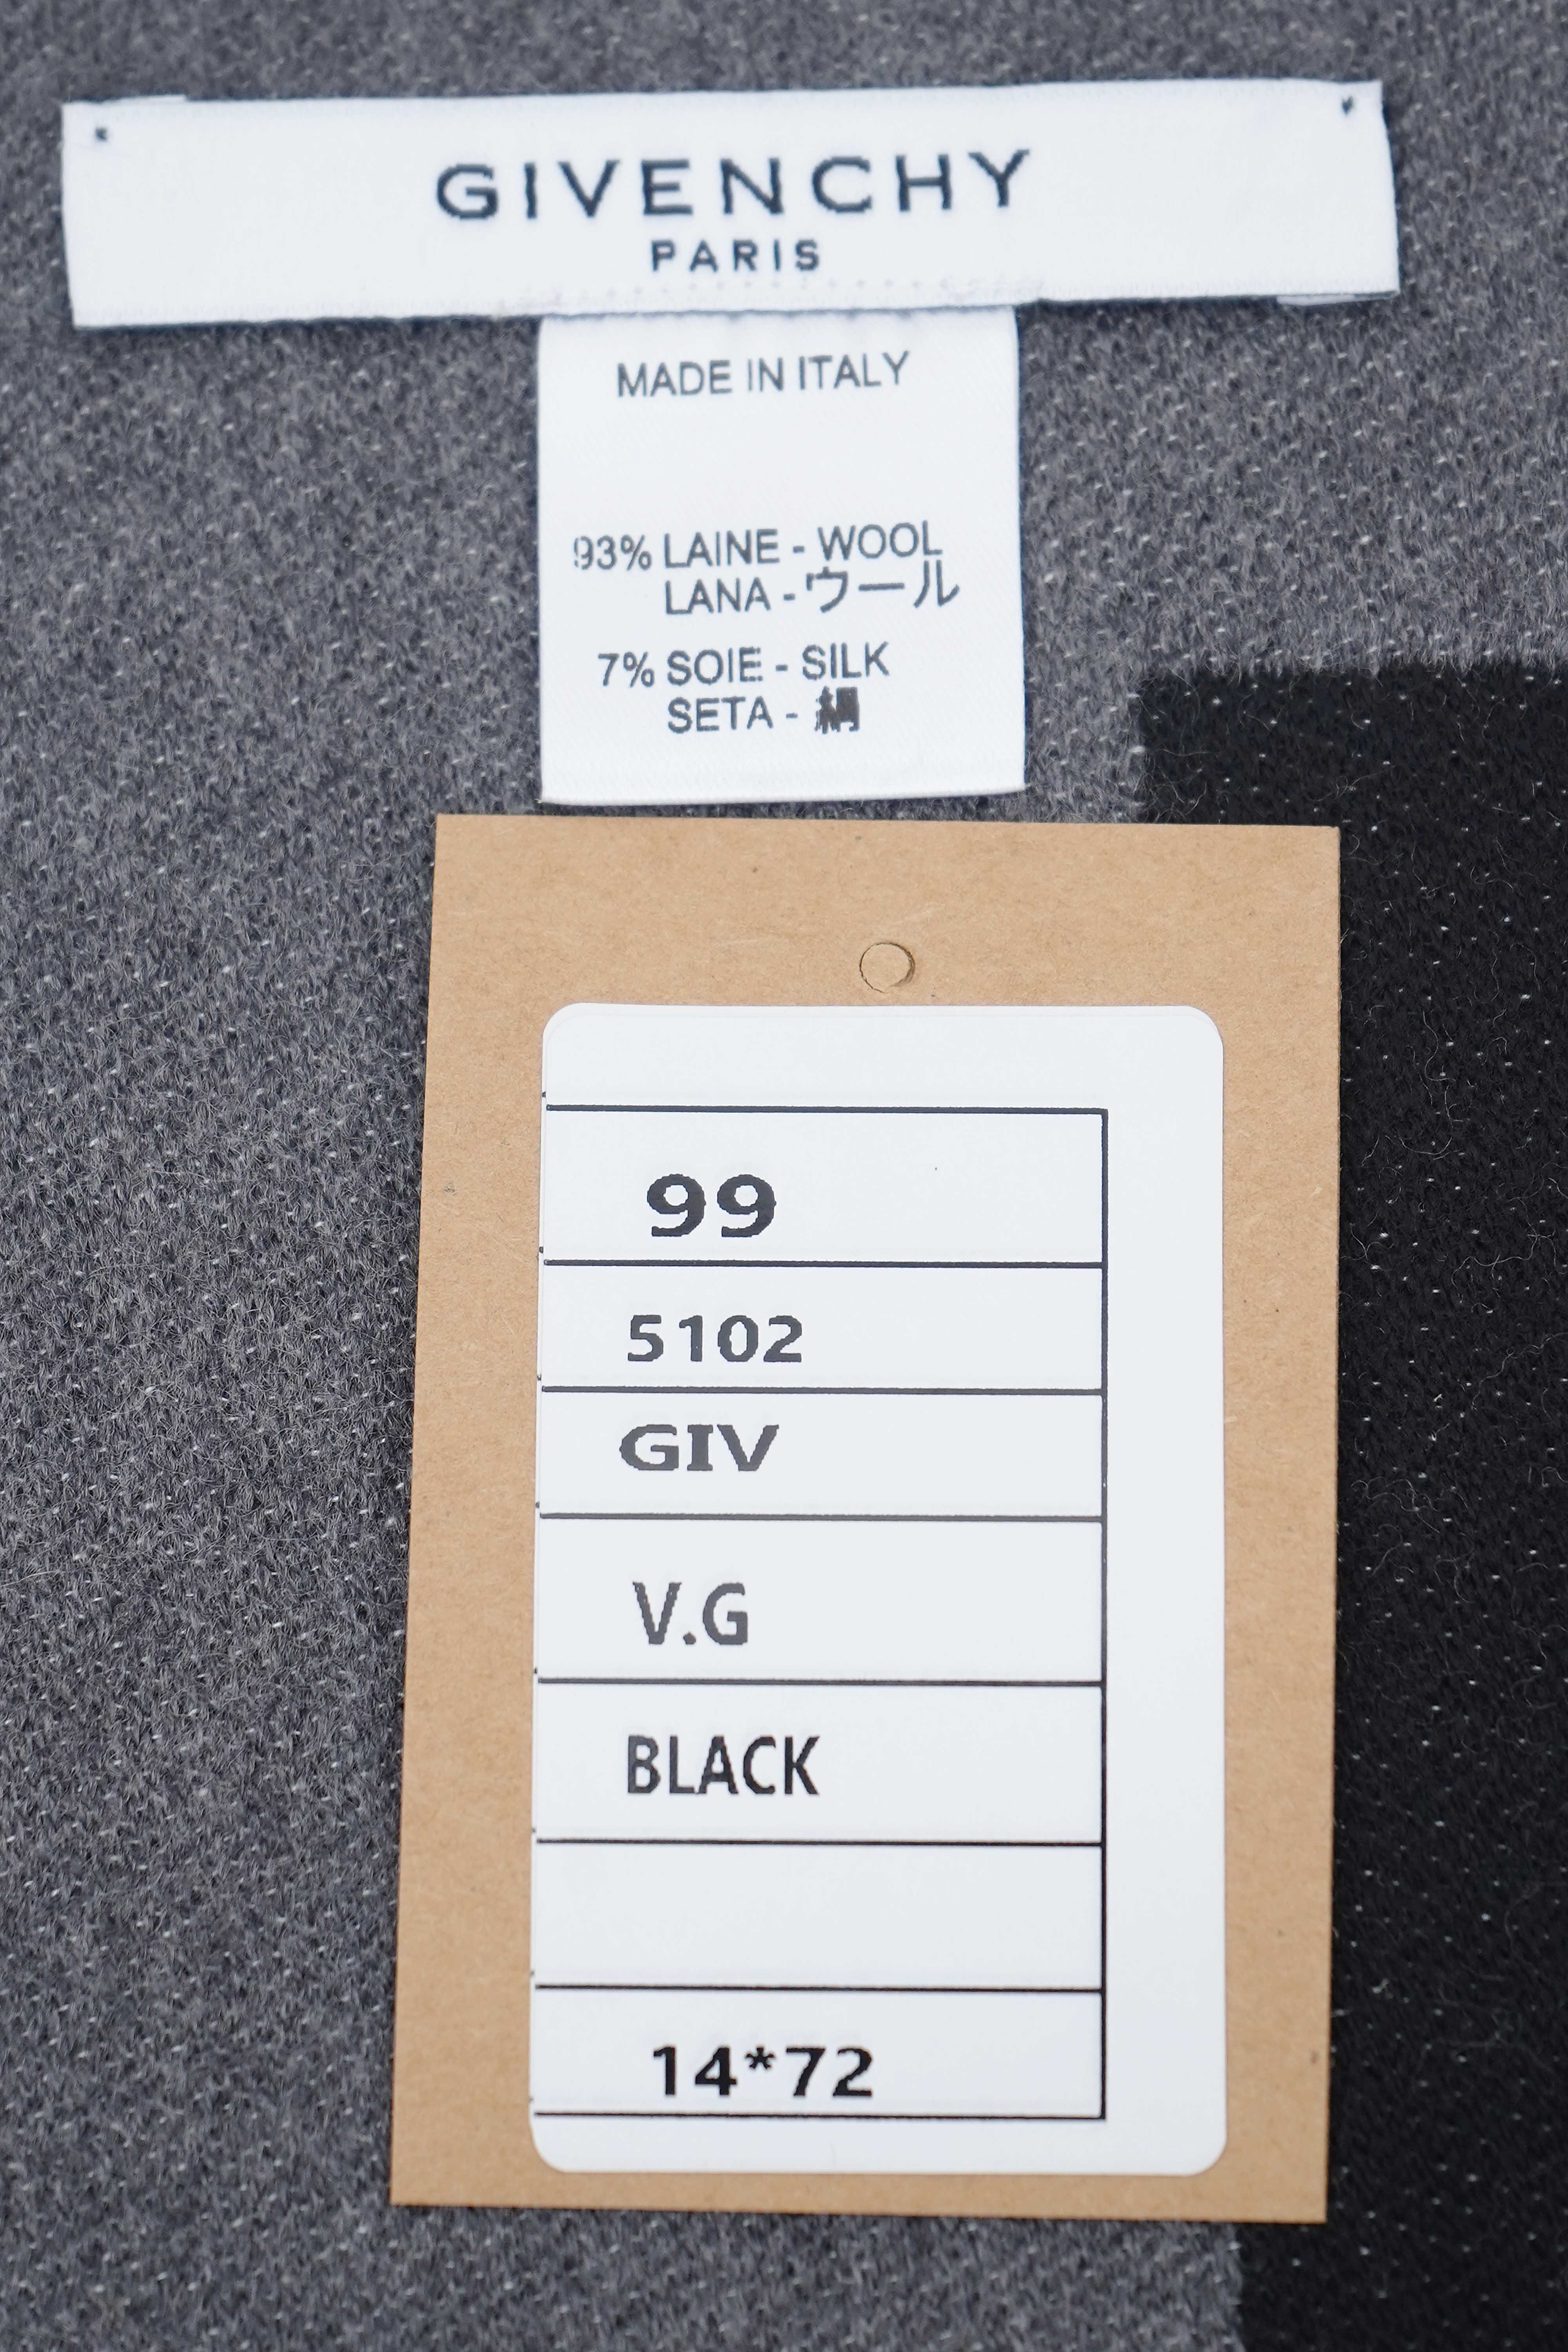 GIVENCHY
PARIS
MADE IN ITALY
93% LAINE - WOOL
LANA - ウール
7% SOIE - SILK
SETA - 絹
99
5102
GIV
V.G
BLACK
14*72